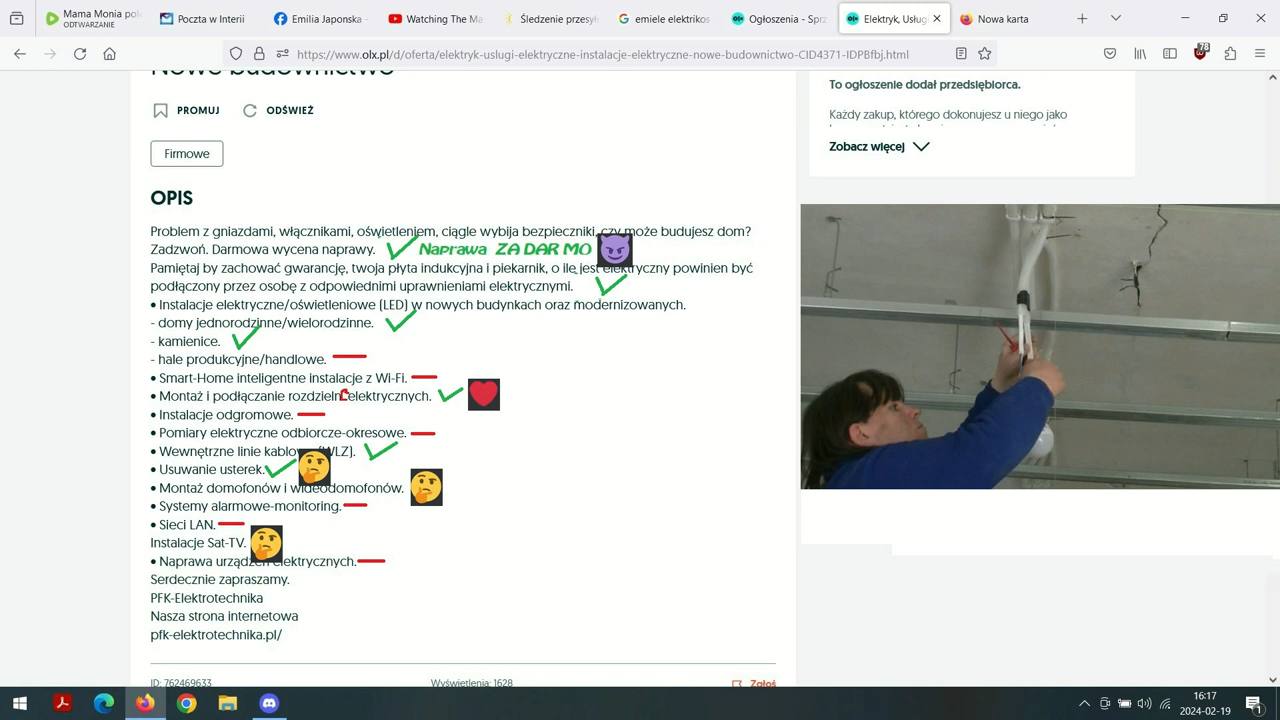 Mama Monia pol
ODTWARZANIE
Poczta w Interii
Emilia Japonska -
Watching The Ma
Śledzenie przesył
emiele elektrikos
Ogłoszenia - Sprz
Elektryk, Usług
Nowa karta
https://www.olx.pl/d/oferta/elektryk-uslugi-elektryczne-instalacje-elektryczne-nowe-budownictwo-CID4371-IDPBfbj.html
78
Nowe budownictwo
PROMUJ
ODŚWIEŻ
Firmowe
OPIS
Problem z gniazdami, włącznikami, oświetleniem, ciągle wybija bezpieczniki, czy może budujesz dom?
Zadzwoń. Darmowa wycena naprawy.
Naprawa ZA DAR MO
Pamiętaj by zachować gwarancję, twoja płyta indukcyjna i piekarnik, o ile jest elektryczny powinien być
podłączony przez osobę z odpowiednimi uprawnieniami elektrycznymi.
• Instalacje elektryczne/oświetleniowe (LED) w nowych budynkach oraz modernizowanych.
- domy jednorodzinne/wielorodzinne.
- kamienice.
- hale produkcyjne/handlowe.
• Smart-Home inteligentne instalacje z Wi-Fi.
• Montaż i podłączanie rozdzielni elektrycznych.
• Instalacje odgromowe.
• Pomiary elektryczne odbiorcze-okresowe.
• Wewnętrzne linie kablowe (WLZ).
• Usuwanie usterek.
• Montaż domofonów i wideodomofonów.
• Systemy alarmowe-monitoring.
• Sieci LAN.
Instalacje Sat-TV.
• Naprawa urządzeń elektrycznych.
Serdecznie zapraszamy.
PFK-Elektrotechnika
Nasza strona internetowa
pfk-elektrotechnika.pl/
ID: 762469633
Wyświetlenia: 1628
Zgłoś
To ogłoszenie dodał przedsiębiorca.
Każdy zakup, którego dokonujesz u niego jako
Zobacz więcej
16:17
2024-02-19
1